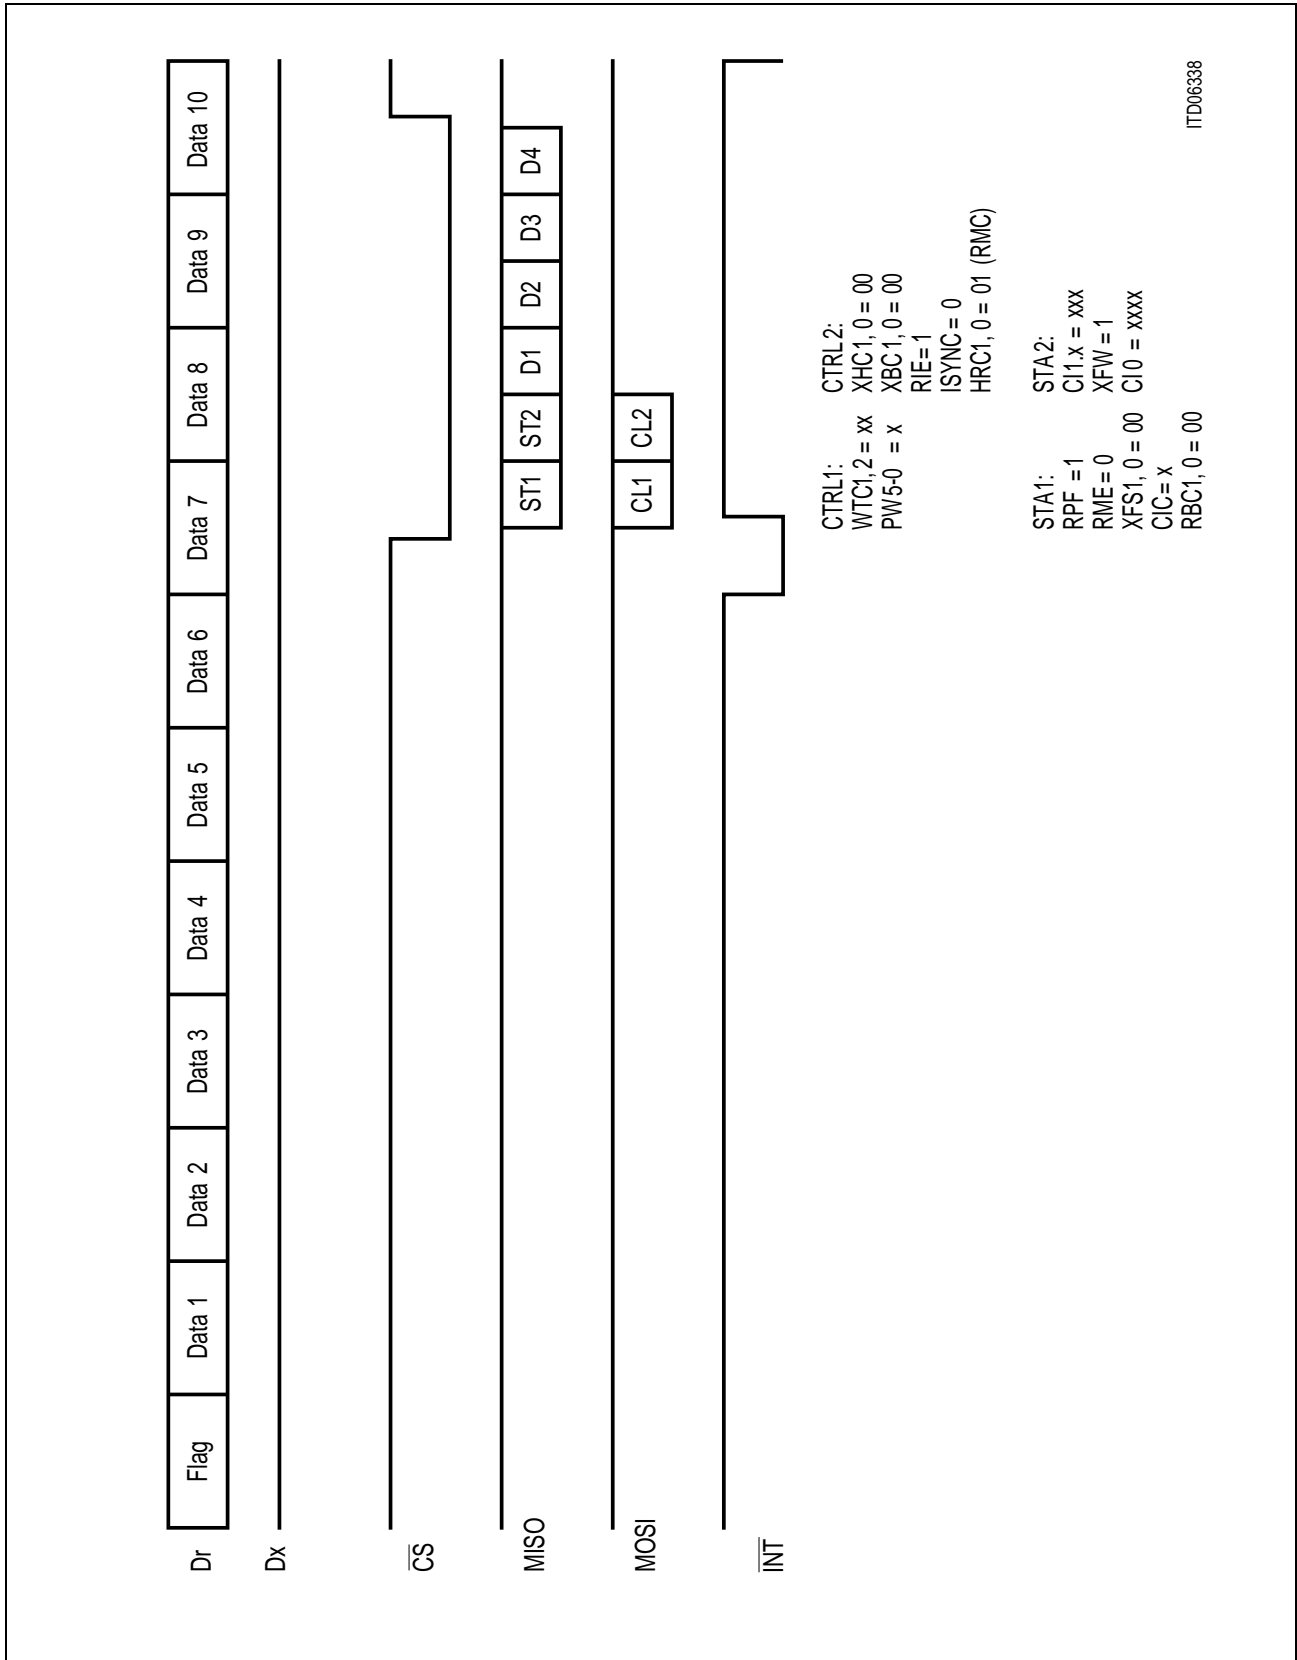 Dr
Flag
Data 1
Data 2
Data 3
Data 4
Data 5
Data 6
Data 7
Data 8
Data 9
Data 10
Dx
CS
MISO
ST1
ST2
D1
D2
D3
D4
MOSI
CL1
CL2
INT
CTRL1:
WTC1, 2 = xx
PW5-0 = x
CTRL2:
XHC1, 0 = 00
XBC1, 0 = 00
RIE= 1
ISYNC = 0
HRC1, 0 = 01 (RMC)
STA1:
RPF = 1
RME = 0
XFS1, 0 = 00
CIC = x
RBC1, 0 = 00
STA2:
CI1.x = xxx
XFW = 1
CI0 = xxxx
ITD06338